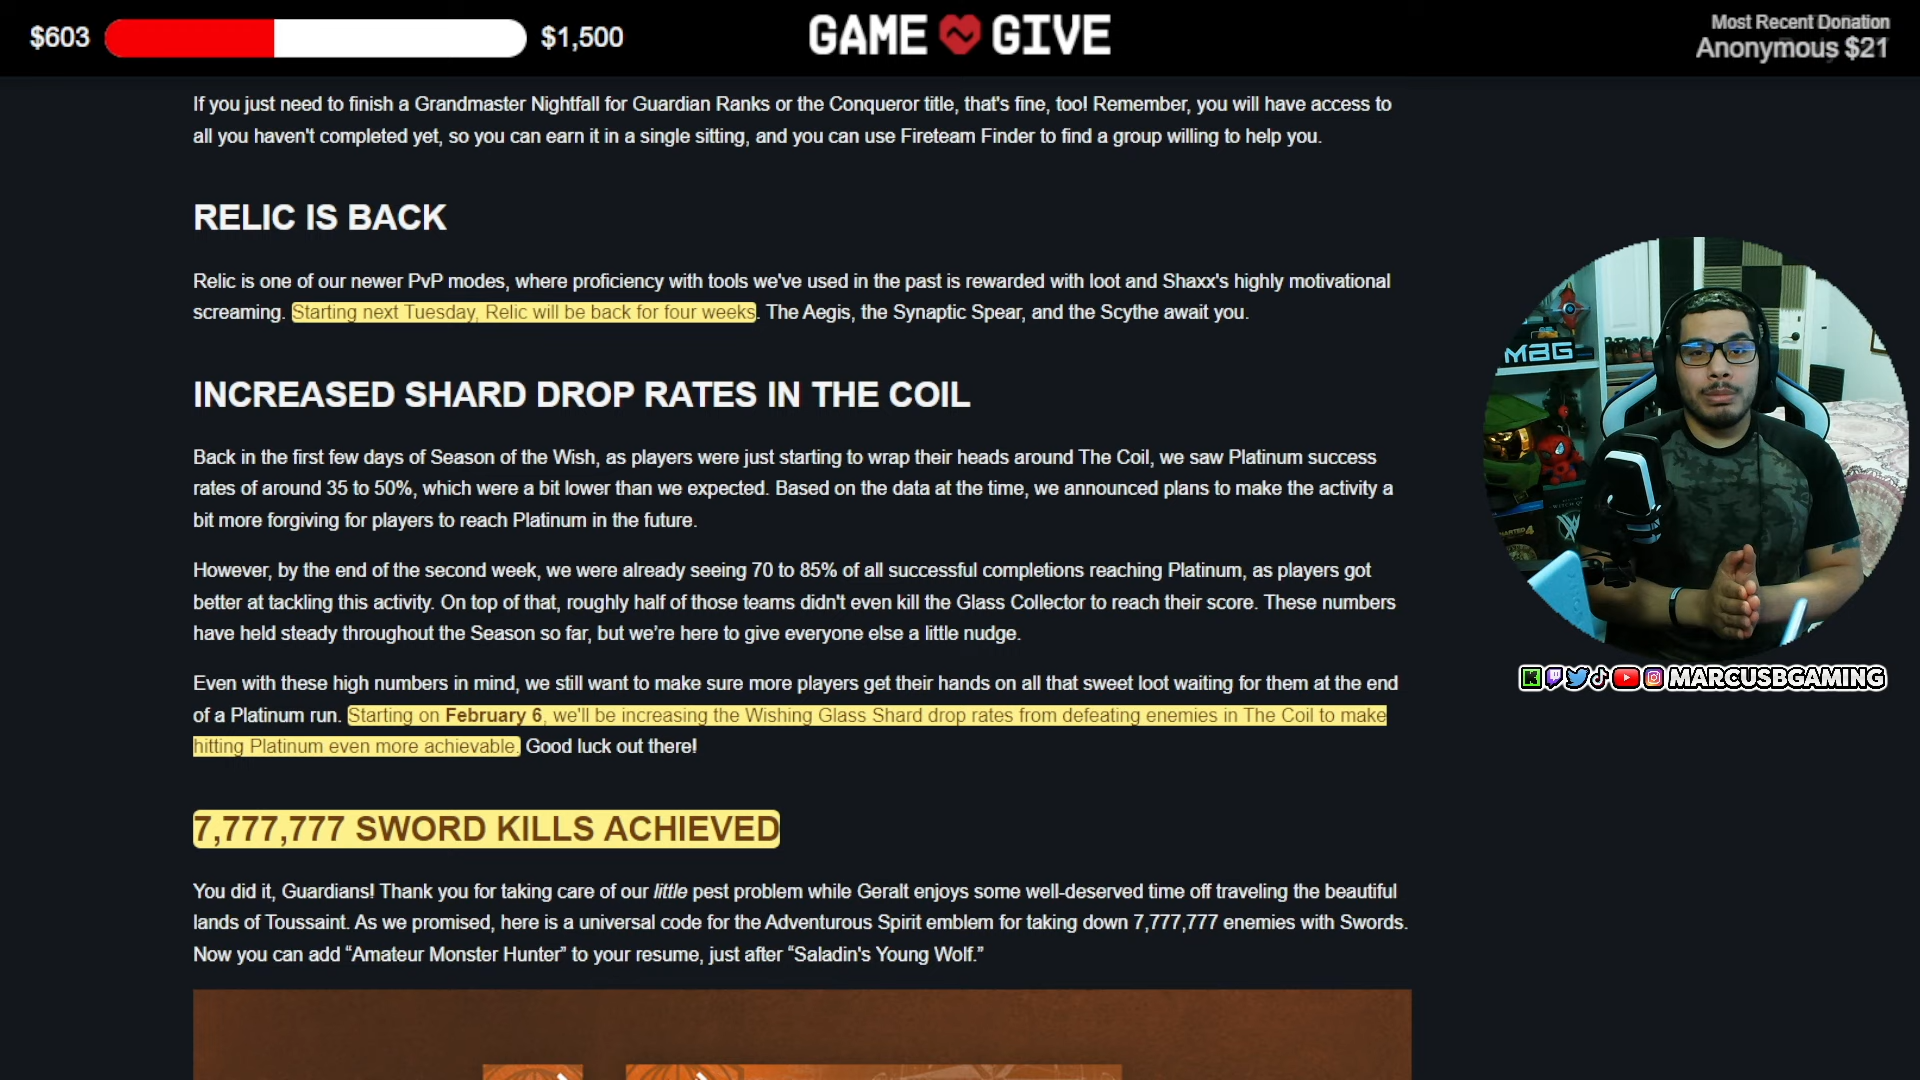 $603
$1,500
GAME GIVE
Most Recent Donation
Anonymous $21
If you just need to finish a Grandmaster Nightfall for Guardian Ranks or the Conqueror title, that's fine, too! Remember, you will have access to
all you haven't completed yet, so you can earn it in a single sitting, and you can use Fireteam Finder to find a group willing to help you.
RELIC IS BACK
Relic is one of our newer PvP modes, where proficiency with tools we've used in the past is rewarded with loot and Shaxx's highly motivational
screaming. Starting next Tuesday, Relic will be back for four weeks. The Aegis, the Synaptic Spear, and the Scythe await you.
INCREASED SHARD DROP RATES IN THE COIL
Back in the first few days of Season of the Wish, as players were just starting to wrap their heads around The Coil, we saw Platinum success
rates of around 35 to 50%, which were a bit lower than we expected. Based on the data at the time, we announced plans to make the activity a
bit more forgiving for players to reach Platinum in the future.
However, by the end of the second week, we were already seeing 70 to 85% of all successful completions reaching Platinum, as players got
better at tackling this activity. On top of that, roughly half of those teams didn't even kill the Glass Collector to reach their score. These numbers
have held steady throughout the Season so far, but we're here to give everyone else a little nudge.
Even with these high numbers in mind, we still want to make sure more players get their hands on all that sweet loot waiting for them at the end
of a Platinum run. Starting on February 6, we'll be increasing the Wishing Glass Shard drop rates from defeating enemies in The Coil to make
hitting Platinum even more achievable. Good luck out there!
7,777,777 SWORD KILLS ACHIEVED
You did it, Guardians! Thank you for taking care of our little pest problem while Geralt enjoys some well-deserved time off traveling the beautiful
lands of Toussaint. As we promised, here is a universal code for the Adventurous Spirit emblem for taking down 7,777,777 enemies with Swords.
Now you can add “Amateur Monster Hunter” to your resume, just after “Saladin's Young Wolf.”
MBG
MARCUSBGAMING